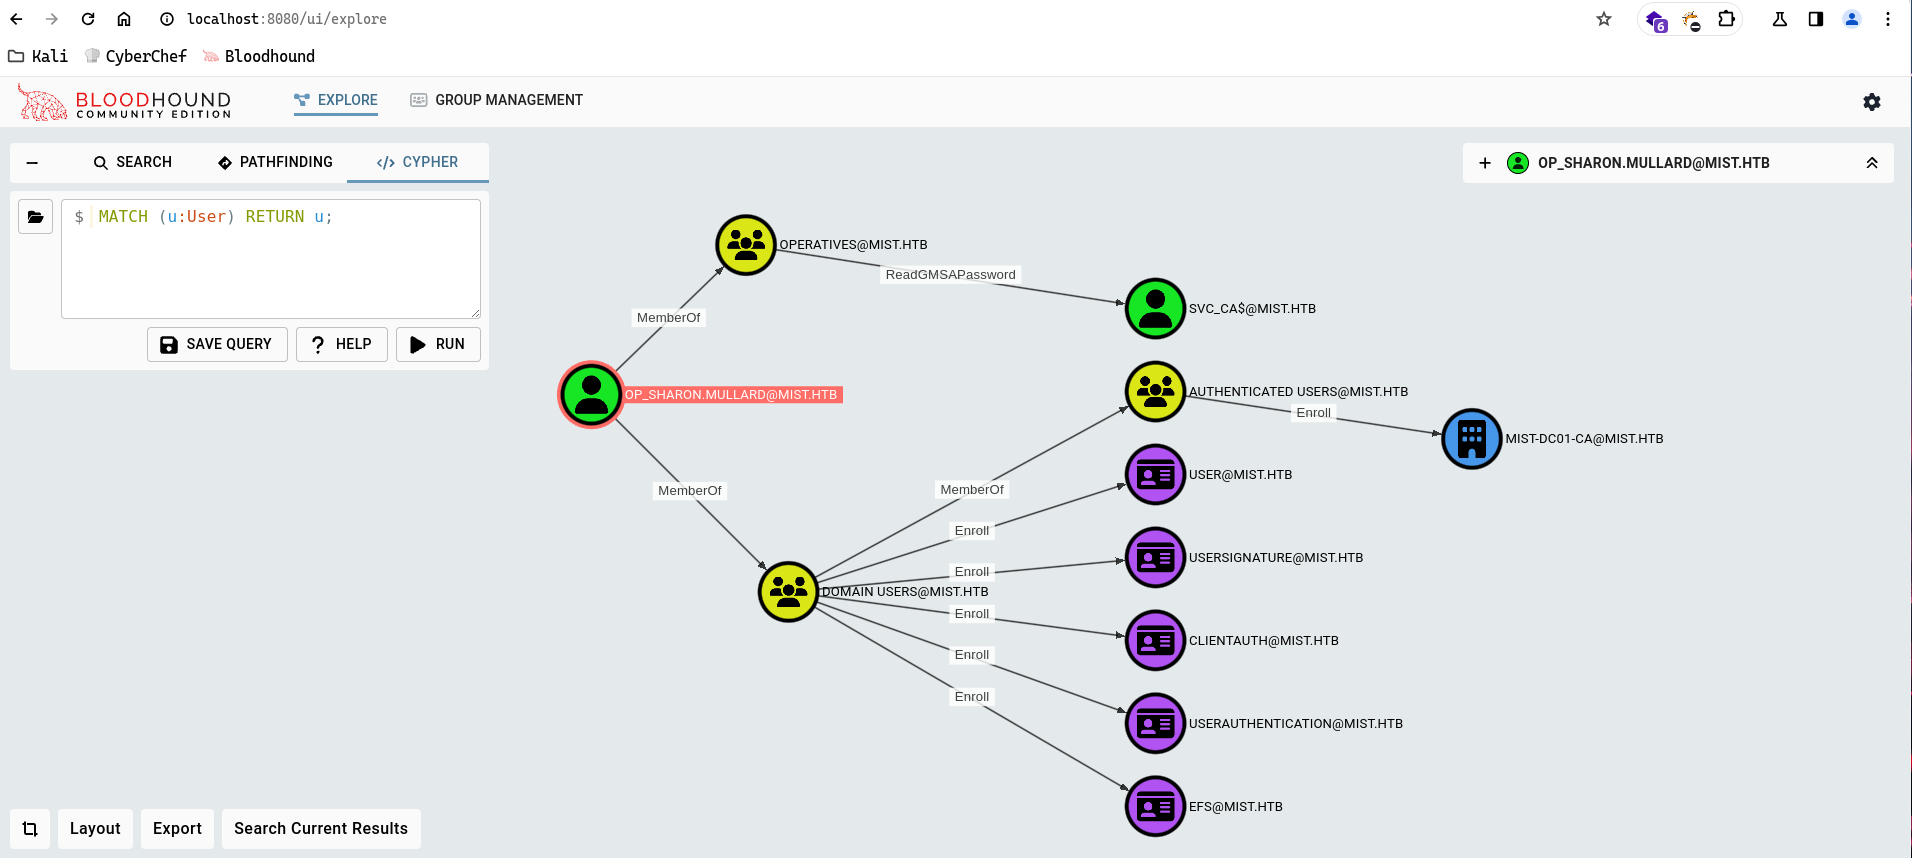 localhost:8080/ui/explore
6
Kali CyberChef Bloodhound
BLOODHOUND
COMMUNITY EDITION
EXPLORE
GROUP MANAGEMENT
SEARCH PATHFINDING </> CYPHER
$ MATCH (u:User) RETURN u;
SAVE QUERY ? HELP RUN
+ OP_SHARON.MULLARD@MIST.HTB
OPERATIVES@MIST.HTB
ReadGMSAPassword
SVC_CA$@MIST.HTB
MemberOf
OP_SHARON.MULLARD@MIST.HTB
AUTHENTICATED USERS@MIST.HTB
Enroll
MIST-DC01-CA@MIST.HTB
USER@MIST.HTB
MemberOf
MemberOf
Enroll
USERSIGNATURE@MIST.HTB
Enroll
DOMAIN USERS@MIST.HTB
Enroll
CLIENTAUTH@MIST.HTB
Enroll
Enroll
USERAUTHENTICATION@MIST.HTB
EFS@MIST.HTB
Layout Export Search Current Results